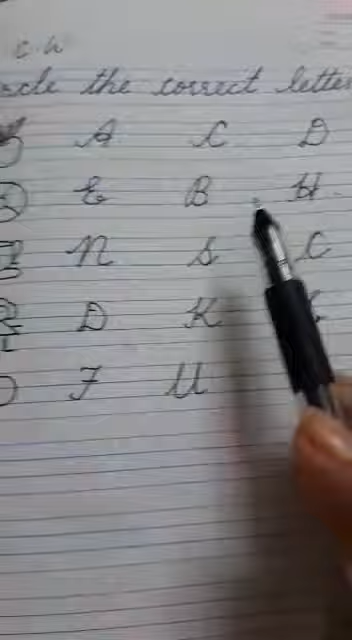 C.W
the correct letter
A C D
E B H
N S C
D K
F U